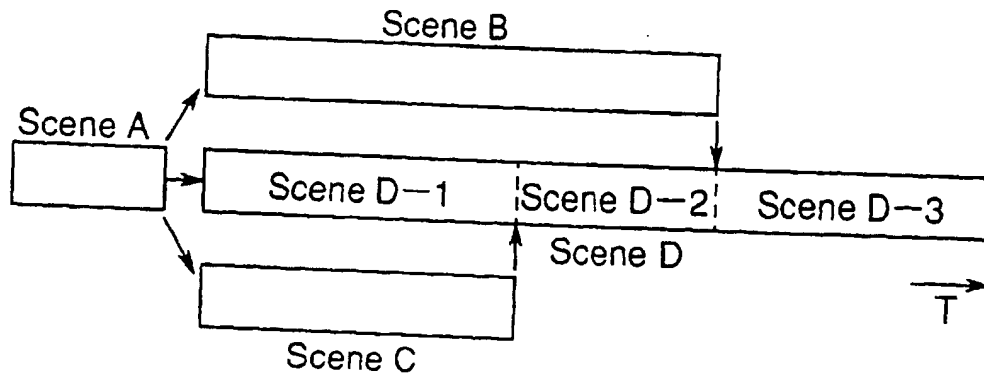 Scene B
Scene A
Scene D－1
Scene D－2
Scene D－3
Scene D
T
Scene C